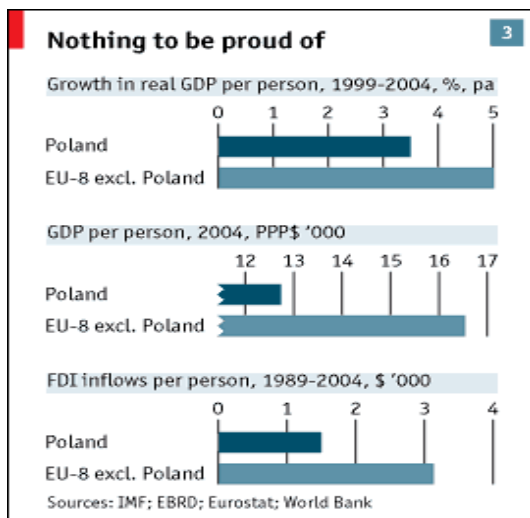 Nothing to be proud of
3
Growth in real GDP per person, 1999-2004, %, pa
0 1 2 3 4 5
Poland
EU-8 excl. Poland
GDP per person, 2004, PPP$ '000
12 13 14 15 16 17
Poland
EU-8 excl. Poland
FDI inflows per person, 1989-2004, $ '000
0 1 2 3 4
Poland
EU-8 excl. Poland
Sources: IMF; EBRD; Eurostat; World Bank